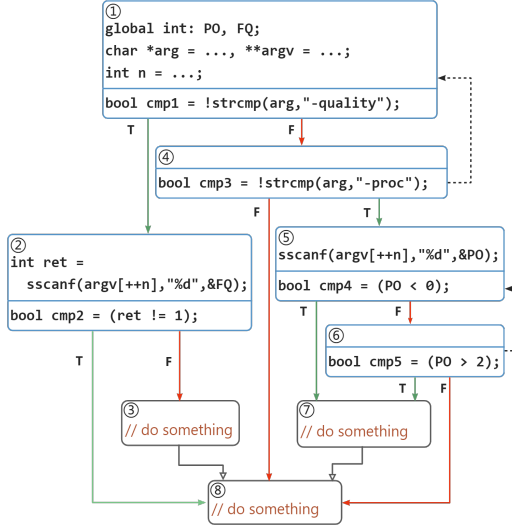 ①
global int: PO, FQ;
char *arg = ..., **argv = ...;
int n = ...;
bool cmp1 = !strcmp(arg,"-quality");
T
F
④
bool cmp3 = !strcmp(arg,"-proc");
F
T
②
int ret =
sscanf(argv[++n],"%d",&FQ);
bool cmp2 = (ret != 1);
⑤
sscanf(argv[++n],"%d",&PO);
bool cmp4 = (PO < 0);
T
F
T
F
⑥
bool cmp5 = (PO > 2);
T
F
③
// do something
⑦
// do something
⑧
// do something